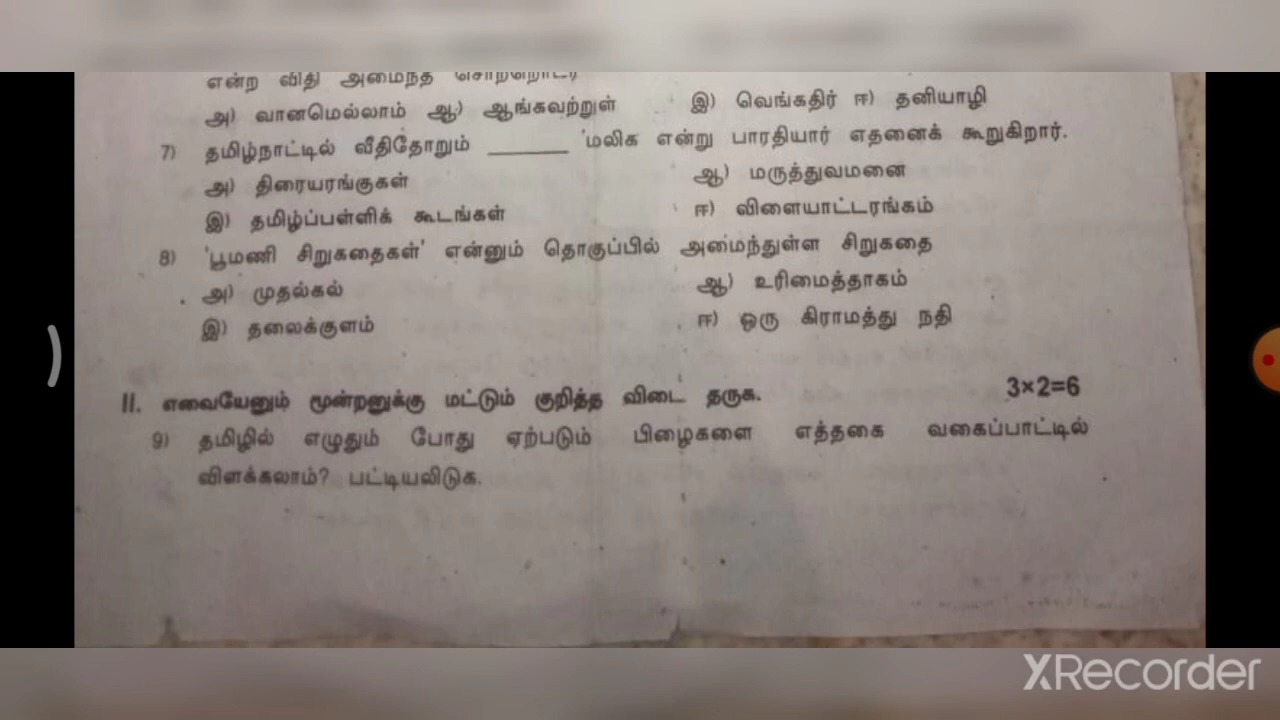 என்ற விதி அமைந்த
அ) வானமெல்லாம் ஆ) ஆங்கவற்றுள் இ) வெங்கதிர் ஈ) தனியாழி
7) தமிழ்நாட்டில் வீதிதோறும் ______ 'மலிக என்று பாரதியார் எதனைக் கூறுகிறார்.
அ) திரையரங்குகள் ஆ) மருத்துவமனை
இ) தமிழ்ப்பள்ளிக் கூடங்கள் ஈ) விளையாட்டரங்கம்
8) 'பூமணி சிறுகதைகள்' என்னும் தொகுப்பில் அமைந்துள்ள சிறுகதை
அ) முதல்கல் ஆ) உரிமைத்தாகம்
இ) தலைக்குளம் ஈ) ஒரு கிராமத்து நதி
II. எவையேனும் மூன்றனுக்கு மட்டும் குறித்த விடை தருக. 3×2=6
9) தமிழில் எழுதும் போது ஏற்படும் பிழைகளை எத்தகை வகைப்பாட்டில்
விளக்கலாம்? பட்டியலிடுக.
XRecorder